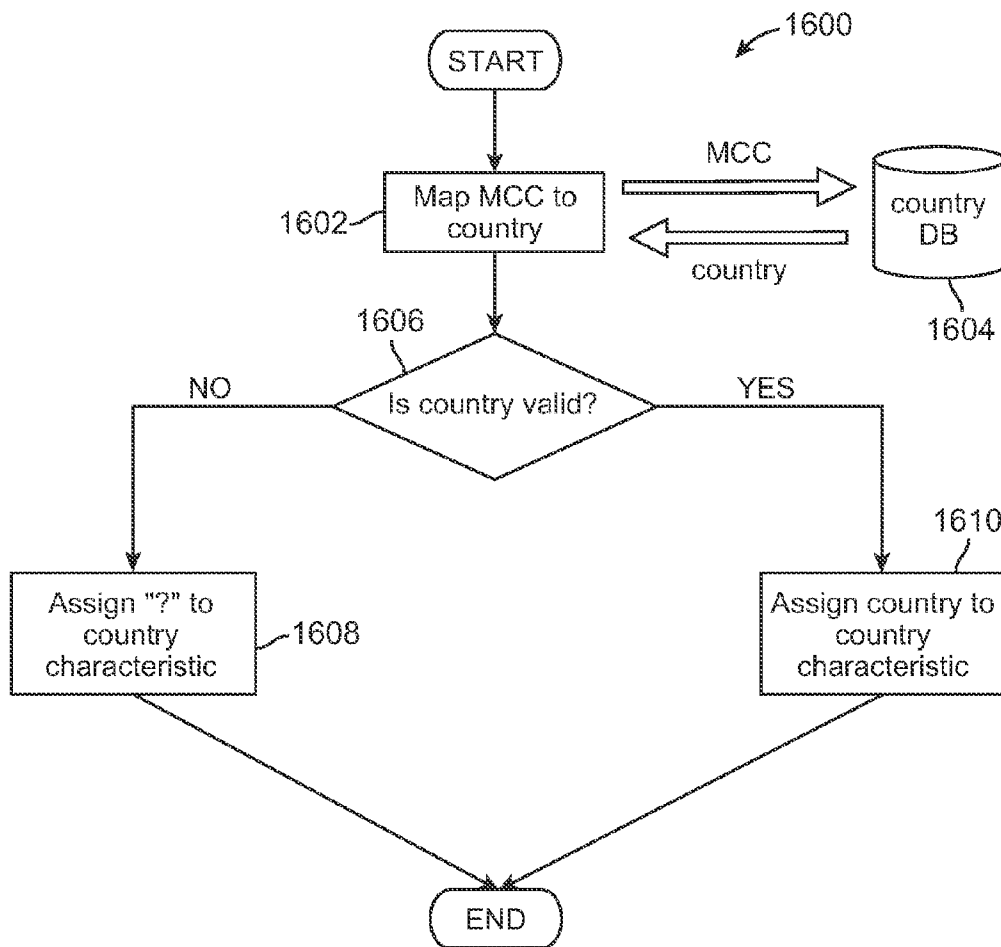 1600
START
MCC
Map MCC to
country
1602
country
DB
country
1604
1606
NO
Is country valid?
YES
1610
Assign "?" to
country
characteristic
1608
Assign country to
country
characteristic
END